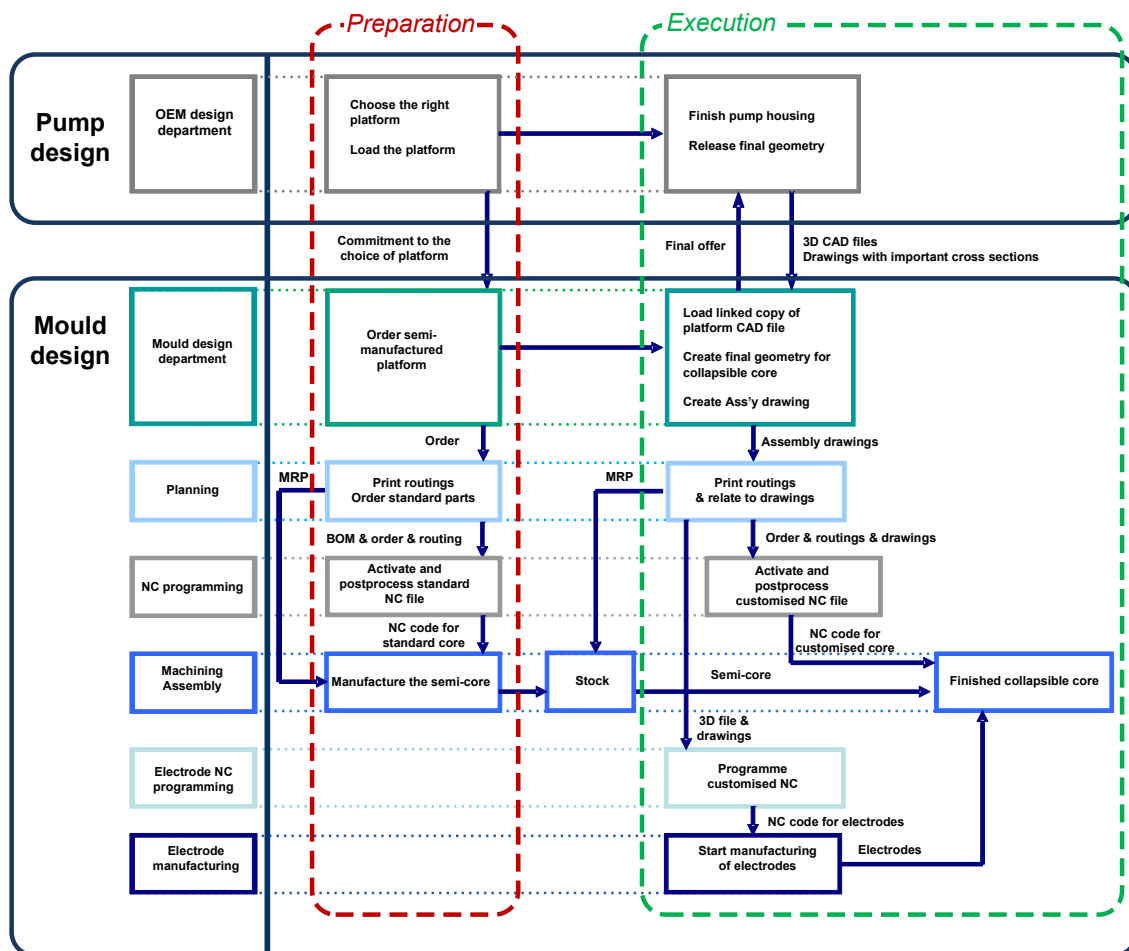 Preparation
Execution
Pump
design
OEM design
department
Choose the right
platform
Load the platform
Finish pump housing
Release final geometry
Commitment to the
choice of platform
Final offer
3D CAD files
Drawings with important cross sections
Mould
design
Mould design
department
Order semi-
manufactured
platform
Load linked copy of
platform CAD file
Create final geometry for
collapsible core
Create Ass'y drawing
Order
Assembly drawings
Planning
MRP
Print routings
Order standard parts
MRP
Print routings
& relate to drawings
BOM & order & routing
Order & routings & drawings
NC programming
Activate and
postprocess standard
NC file
Activate and
postprocess
customised NC file
NC code for
standard core
NC code for
customised core
Machining
Assembly
Manufacture the semi-core
Stock
Semi-core
Finished collapsible core
3D file &
drawings
Electrode NC
programming
Programme
customised NC
NC code for electrodes
Electrode
manufacturing
Start manufacturing
of electrodes
Electrodes